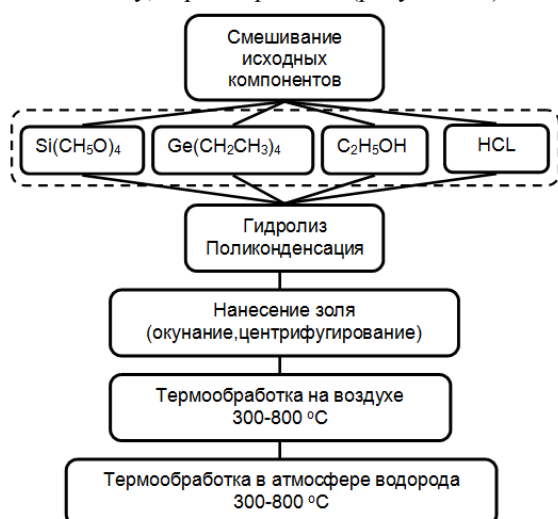 Смешивание
исходных
компонентов
Si(CH₅O)₄
Ge(CH₂CH₃)₄
C₂H₅OH
HCL
Гидролиз
Поликонденсация
Нанесение золя
(окунание,центрифугирование)
Термообработка на воздухе
300-800 ºC
Термообработка в атмосфере водорода
300-800 ºC